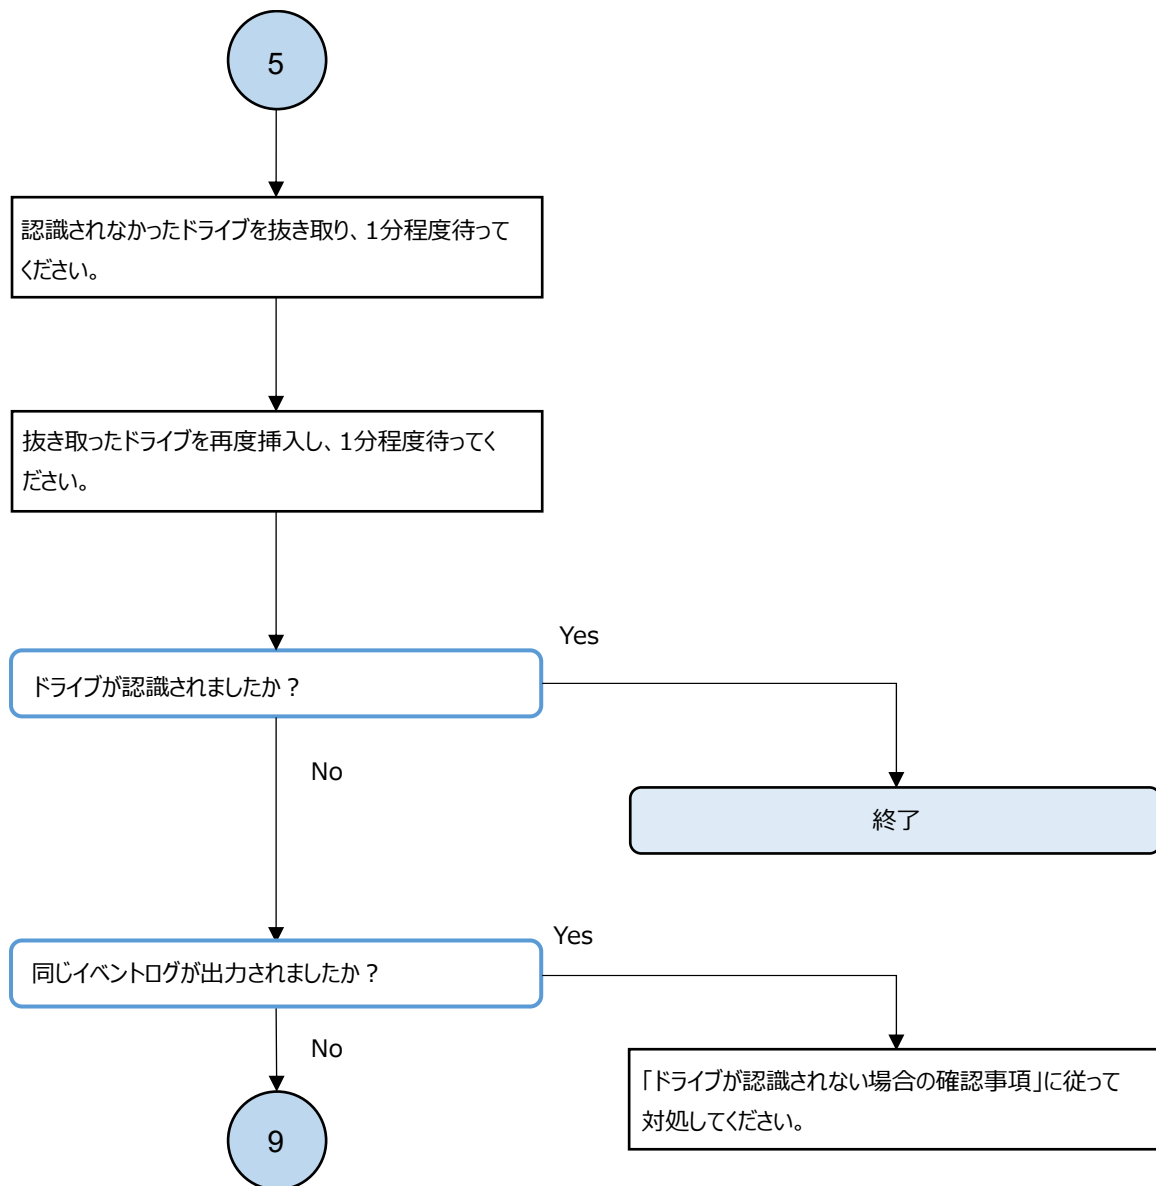 5
認識されなかったドライブを抜き取り、1分程度待って
ください。
抜き取ったドライブを再度挿入し、1分程度待ってく
ださい。
Yes
ドライブが認識されましたか？
No
終了
Yes
同じイベントログが出力されましたか？
No
「ドライブが認識されない場合の確認事項」に従って
対処してください。
9